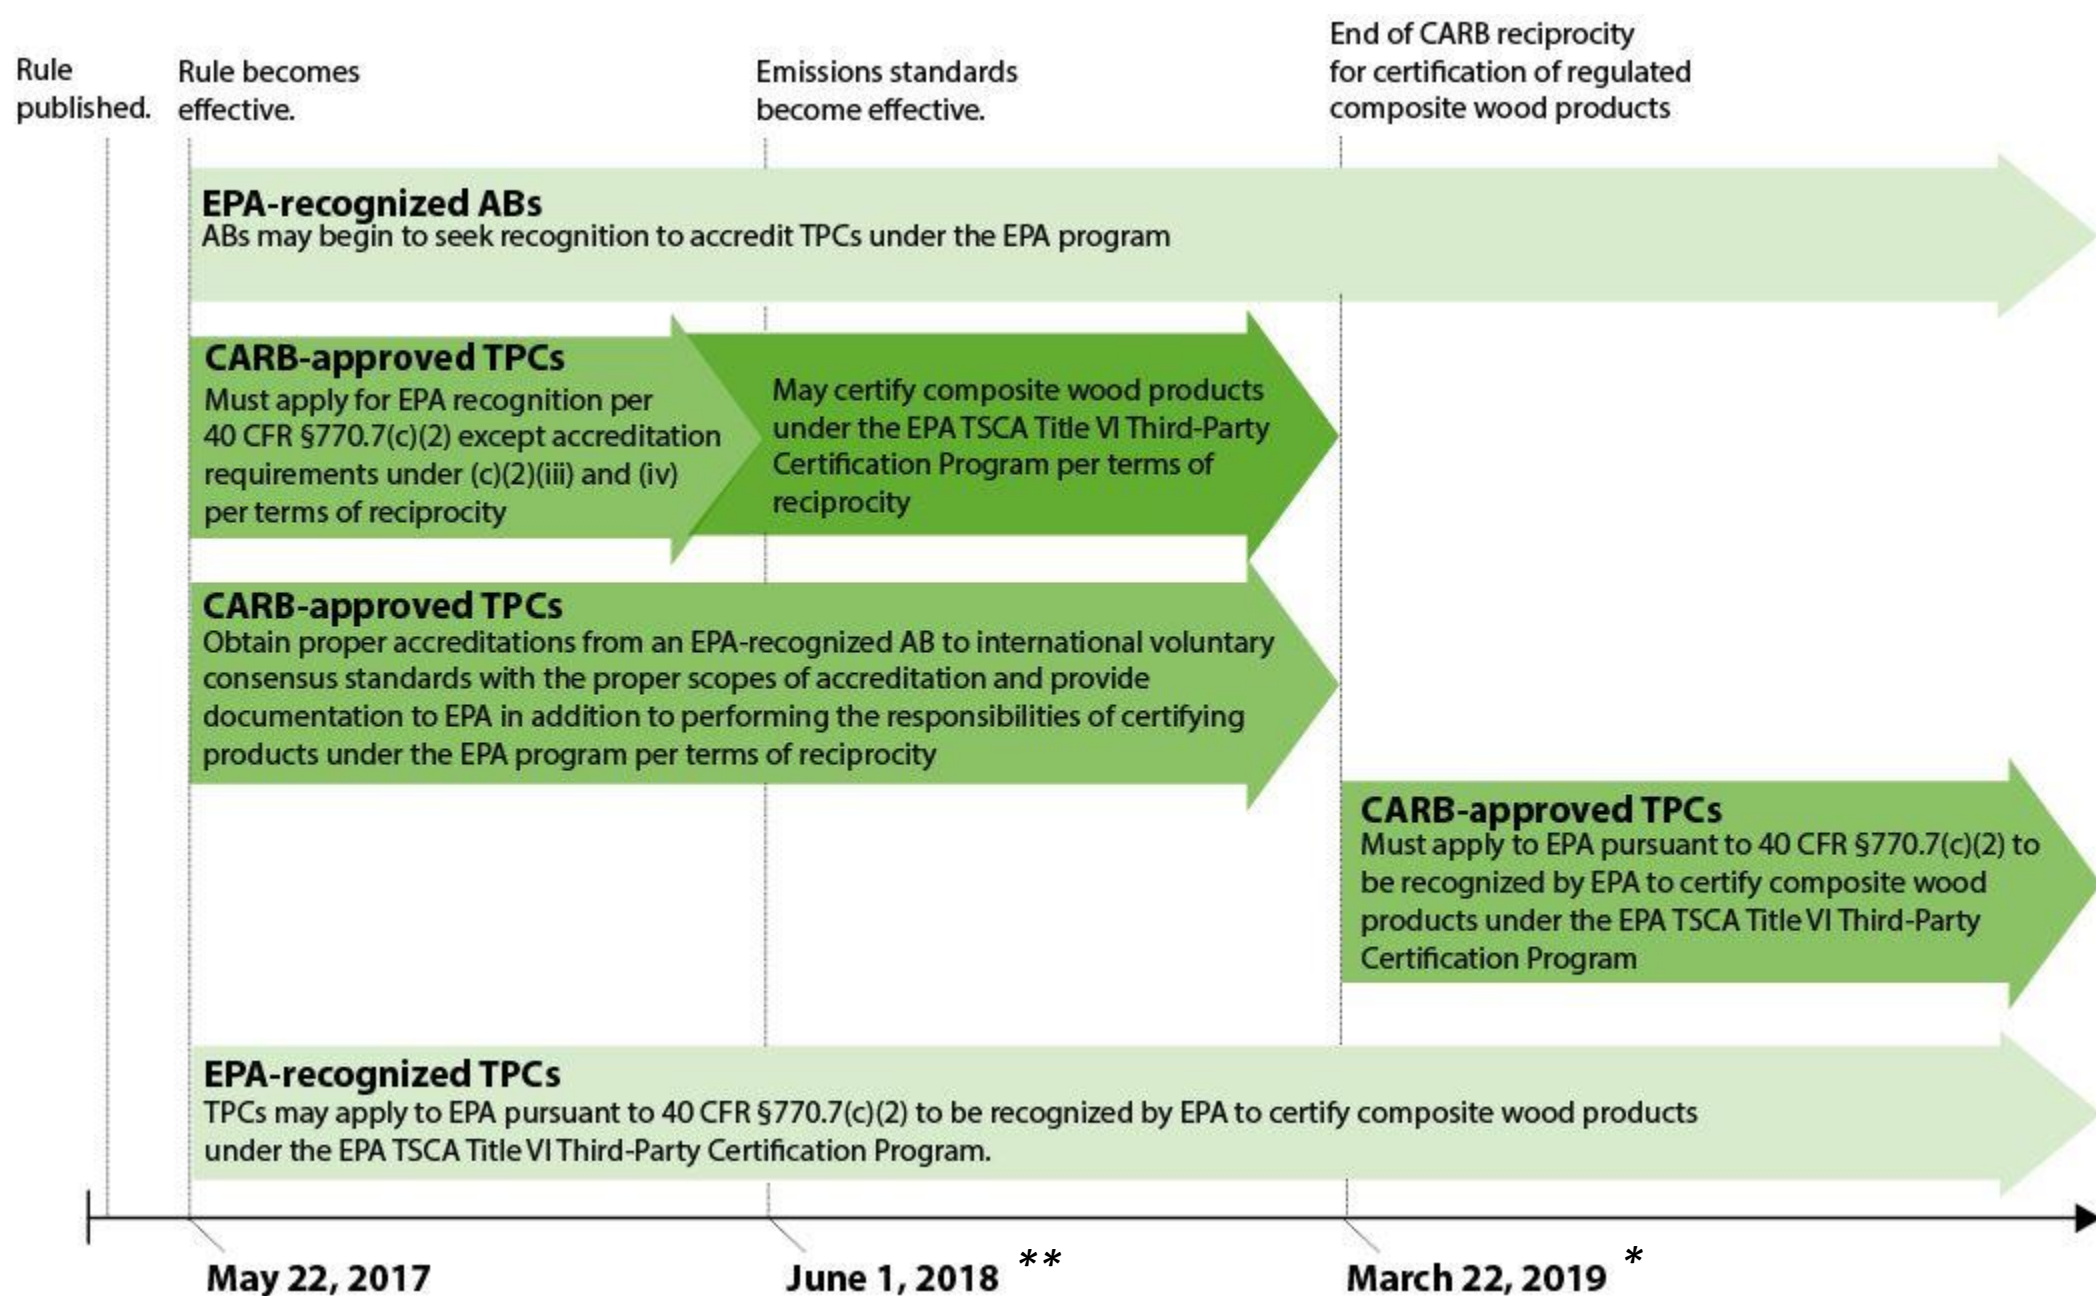 Rule
published.
Rule becomes
effective.
Emissions standards
become effective.
End of CARB reciprocity
for certification of regulated
composite wood products
EPA-recognized ABs
ABs may begin to seek recognition to accredit TPCs under the EPA program
CARB-approved TPCs
Must apply for EPA recognition per
40 CFR §770.7(c)(2) except accreditation
requirements under (c)(2)(iii) and (iv)
per terms of reciprocity
May certify composite wood products
under the EPA TSCA Title VI Third-Party
Certification Program per terms of
reciprocity
CARB-approved TPCs
Obtain proper accreditations from an EPA-recognized AB to international voluntary
consensus standards with the proper scopes of accreditation and provide
documentation to EPA in addition to performing the responsibilities of certifying
products under the EPA program per terms of reciprocity
CARB-approved TPCs
Must apply to EPA pursuant to 40 CFR §770.7(c)(2) to
be recognized by EPA to certify composite wood
products under the EPA TSCA Title VI Third-Party
Certification Program
EPA-recognized TPCs
TPCs may apply to EPA pursuant to 40 CFR §770.7(c)(2) to be recognized by EPA to certify composite wood products
under the EPA TSCA Title VI Third-Party Certification Program.
May 22, 2017
June 1, 2018 **
March 22, 2019 *